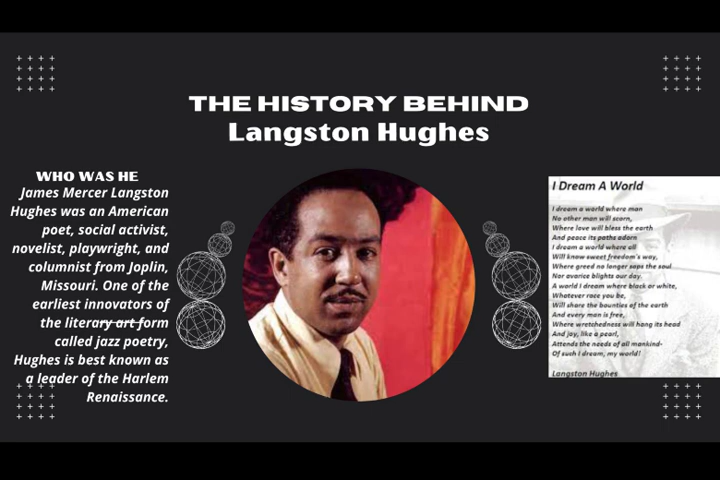 THE HISTORY BEHIND
Langston Hughes
WHO WAS HE
James Mercer Langston
Hughes was an American
poet, social activist,
novelist, playwright, and
columnist from Joplin,
Missouri. One of the
earliest innovators of
the literary art form
called jazz poetry,
Hughes is best known as
a leader of the Harlem
Renaissance.
I Dream A World
I dream a world where man
No other man will scorn,
Where love will bless the earth
And peace its paths adorn
I dream a world where all
Will know sweet freedom's way,
Where greed no longer saps the soul
Nor avarice blights our day.
A world I dream where black or white,
Whatever race you be,
Will share the bounties of the earth
And every man is free,
Where wretchedness will hang its head
And joy, like a pearl,
Attends the needs of all mankind-
Of such I dream, my world!
Langston Hughes